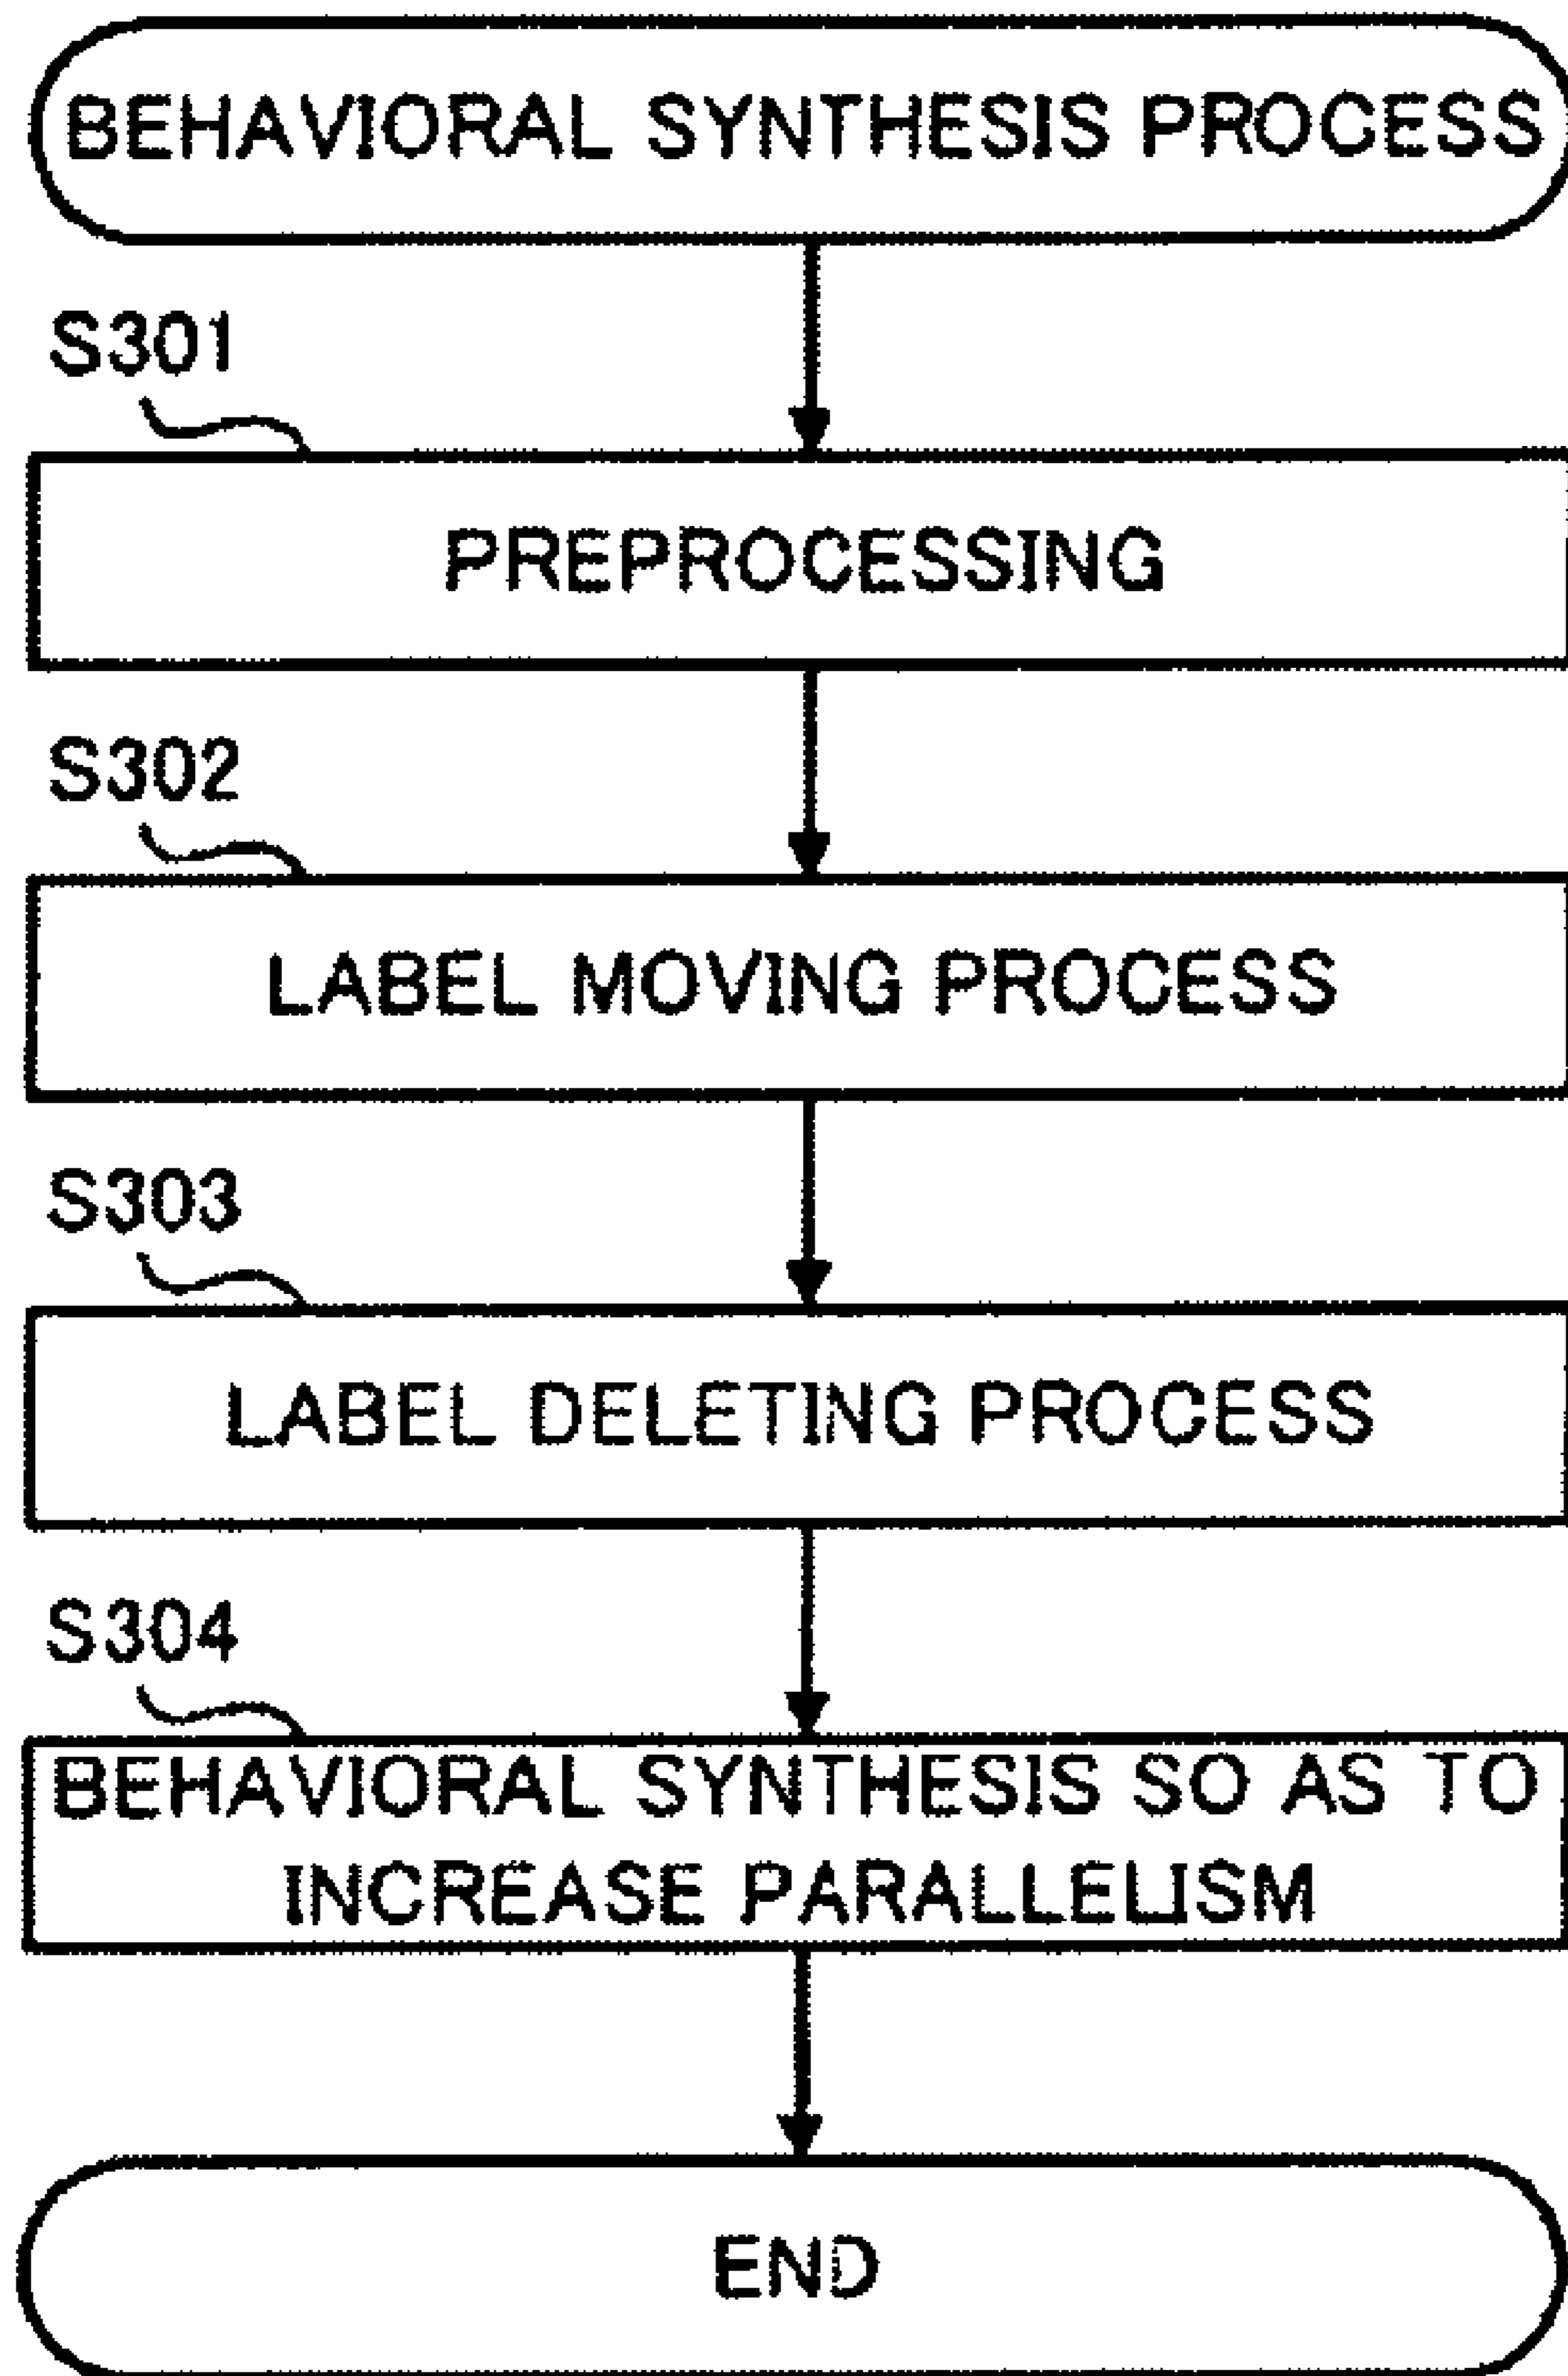 BEHAVIORAL SYNTHESIS PROCESS
S301
PREPROCESSING
S302
LABEL MOVING PROCESS
S303
LABEL DELETING PROCESS
S304
BEHAVIORAL SYNTHESIS SO AS TO
INCREASE PARALLELISM
END